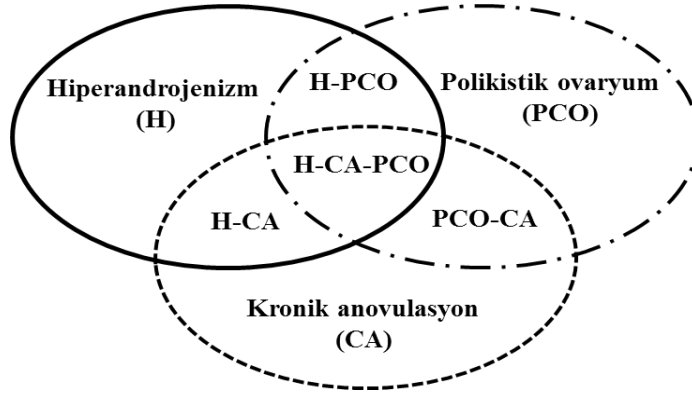 H-PCO
Hiperandrojenizm
(H)
Polikistik ovaryum
(PCO)
H-CA-PCO
H-CA
PCO-CA
Kronik anovulasyon
(CA)